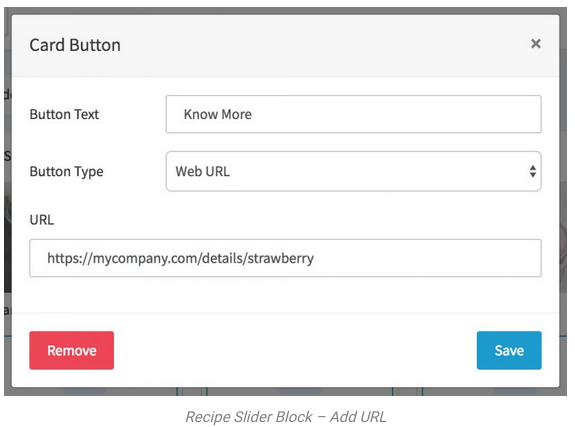 Card Button ×
Button Text Know More
Button Type Web URL
URL
https://mycompany.com/details/strawberry
Remove Save
Recipe Slider Block – Add URL